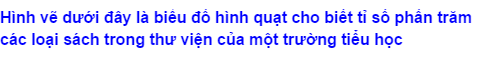 Hình vẽ dưới đây là biểu đồ hình quạt cho biết tỉ số phần trăm
các loại sách trong thư viện của một trường tiểu học